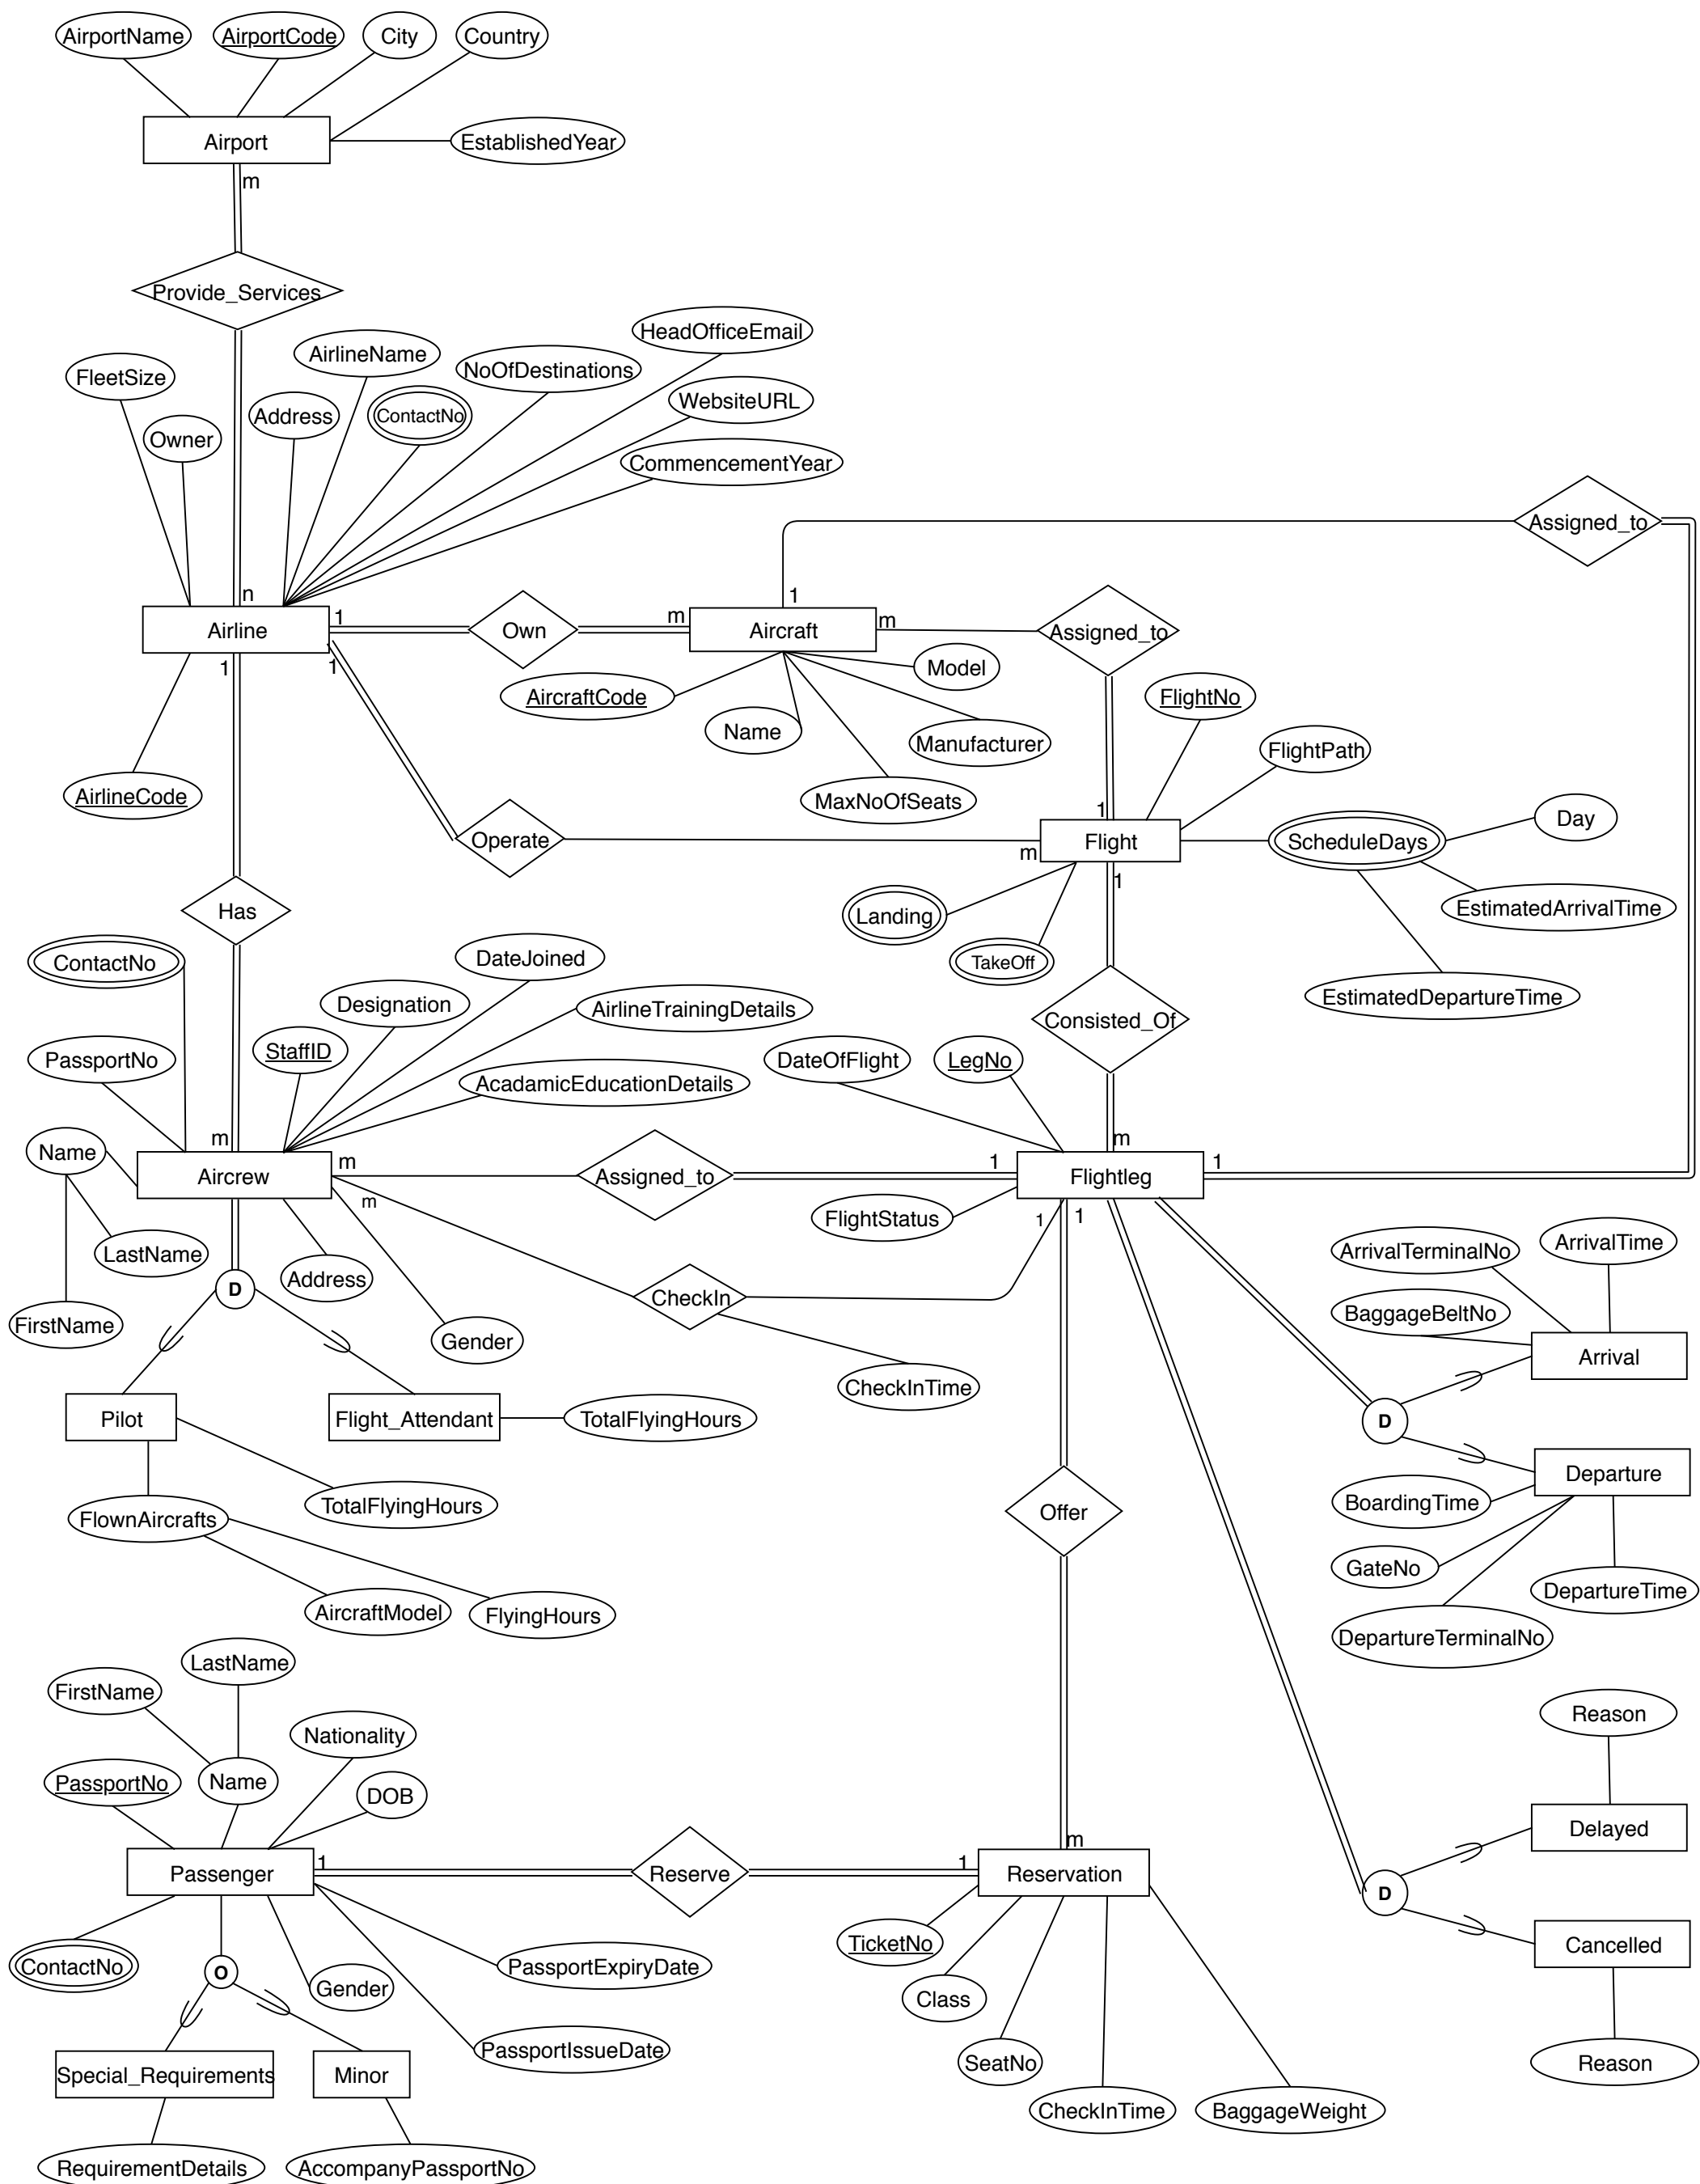 AirportName
AirportCode
City
Country
Airport
EstablishedYear
m
Provide_Services
HeadOfficeEmail
AirlineName
NoOfDestinations
FleetSize
WebsiteURL
Address
ContactNo
Owner
CommencementYear
Assigned_to
n
1
Airline
1
Own
m
Aircraft
m
Assigned_to
1
1
Model
AircraftCode
FlightNo
Name
Manufacturer
FlightPath
AirlineCode
MaxNoOfSeats
1
Day
Operate
m
Flight
ScheduleDays
1
EstimatedArrivalTime
Has
Landing
TakeOff
EstimatedDepartureTime
ContactNo
DateJoined
Designation
AirlineTrainingDetails
Consisted_Of
StaffID
PassportNo
DateOfFlight
LegNo
AcadamicEducationDetails
m
m
Name
Aircrew
m
Assigned_to
1
Flightleg
1
m
FlightStatus
1
1
LastName
Address
D
FirstName
Gender
CheckIn
CheckInTime
ArrivalTerminalNo
ArrivalTime
BaggageBeltNo
Arrival
Pilot
Flight_Attendant
TotalFlyingHours
D
Departure
TotalFlyingHours
FlownAircrafts
Offer
BoardingTime
GateNo
DepartureTime
AircraftModel
FlyingHours
DepartureTerminalNo
LastName
FirstName
Nationality
Reason
PassportNo
Name
DOB
Delayed
m
1
Passenger
Reserve
1
Reservation
D
TicketNo
Cancelled
ContactNo
O
Gender
PassportExpiryDate
Class
PassportIssueDate
SeatNo
Reason
Special_Requirements
Minor
CheckInTime
BaggageWeight
RequirementDetails
AccompanyPassportNo